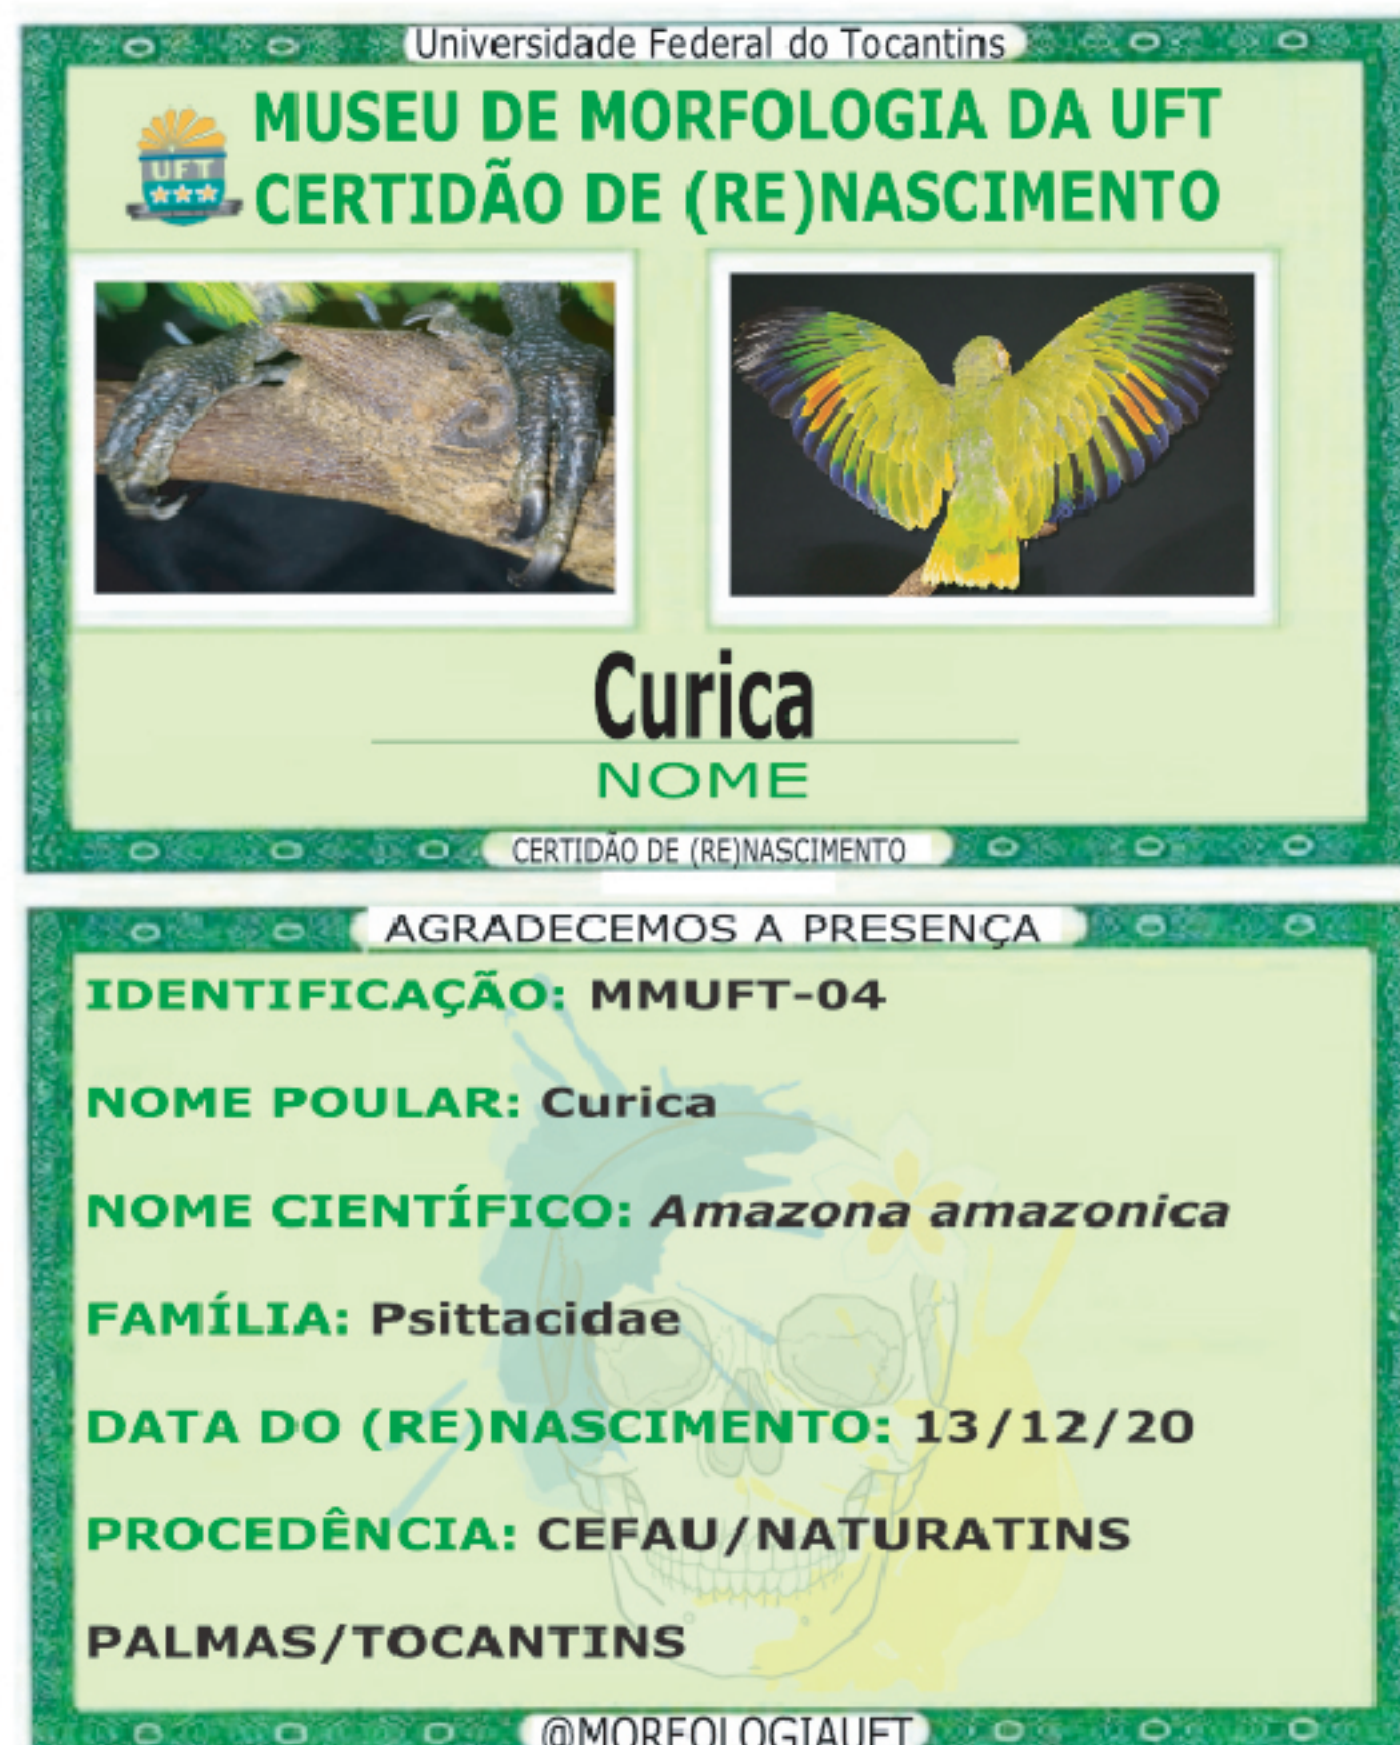 Universidade Federal do Tocantins
MUSEU DE MORFOLOGIA DA UFT
CERTIDÃO DE (RE)NASCIMENTO
UFT
Curica
NOME
CERTIDÃO DE (RE)NASCIMENTO
AGRADECEMOS A PRESENÇA
IDENTIFICAÇÃO: MMUFT-04
NOME POULAR: Curica
NOME CIENTÍFICO: Amazona amazonica
FAMÍLIA: Psittacidae
DATA DO (RE)NASCIMENTO: 13/12/20
PROCEDÊNCIA: CEFAU/NATURATINS
PALMAS/TOCANTINS
@MORFOLOGIAUFT